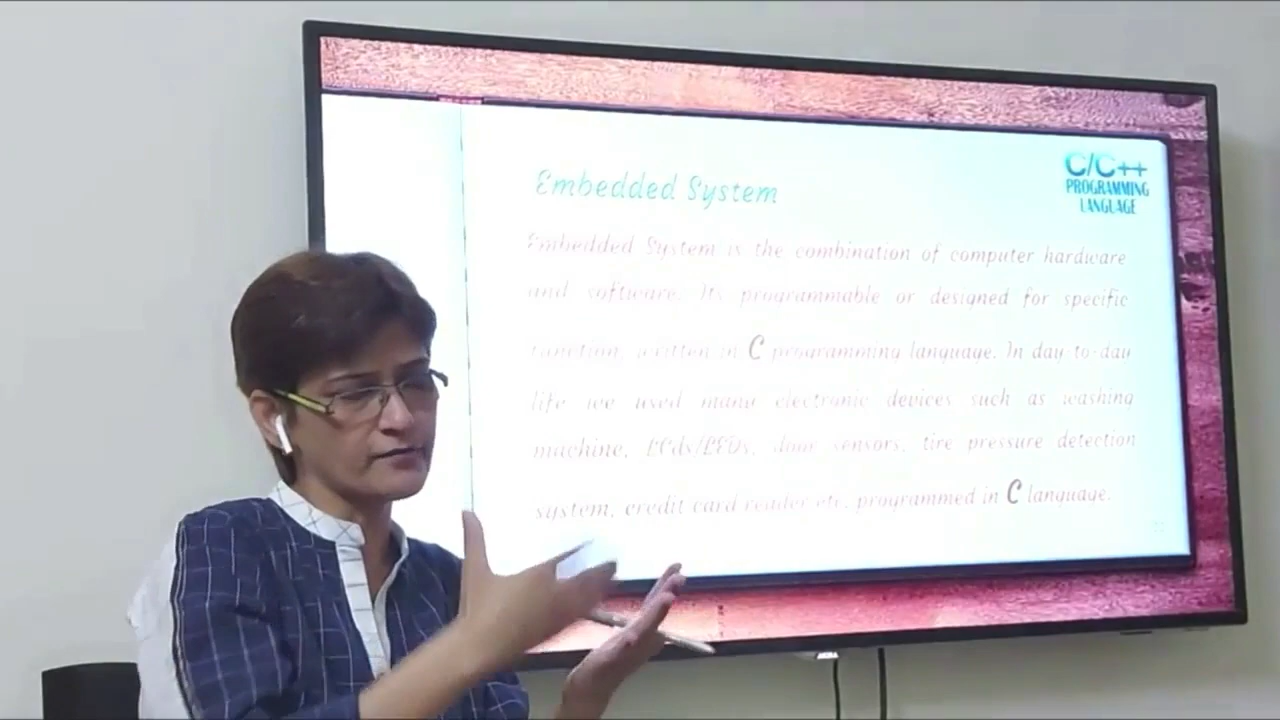 C/C++
PROGRAMMING
LANGUAGE
Embedded System
Embedded System is the combination of computer hardware
and software. Its programmable or designed for specific
function, written in C programming language. In day-to-day
life we used many electronic devices such as washing
machine, LCds/LEDs, door sensors, tire pressure detection
system, credit card reader etc. programmed in C language.